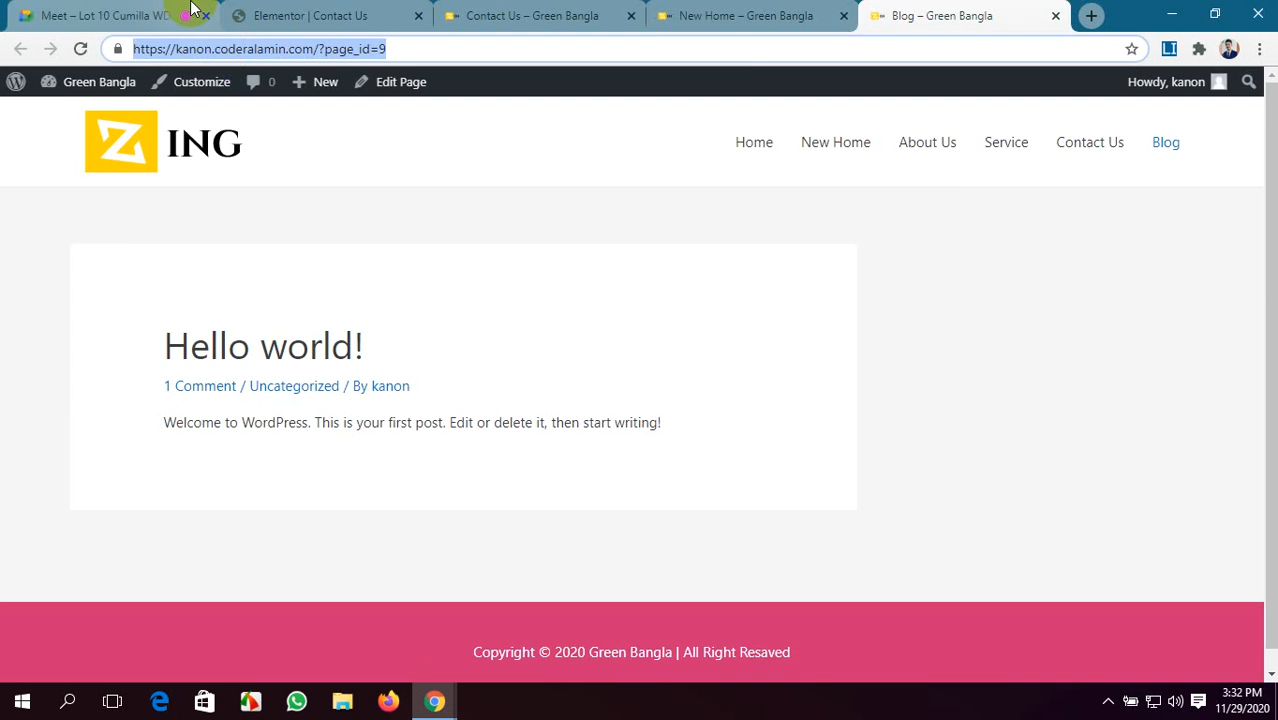 Meet – Lot 10 Cumilla WD
Elementor | Contact Us
Contact Us – Green Bangla
New Home – Green Bangla
Blog – Green Bangla
https://kanon.coderalamin.com/?page_id=9
LI
Green Bangla
Customize
0
New
Edit Page
Howdy, kanon
Z ING
Home
New Home
About Us
Service
Contact Us
Blog
Hello world!
1 Comment / Uncategorized / By kanon
Welcome to WordPress. This is your first post. Edit or delete it, then start writing!
Copyright © 2020 Green Bangla | All Right Resaved
3:32 PM
11/29/2020